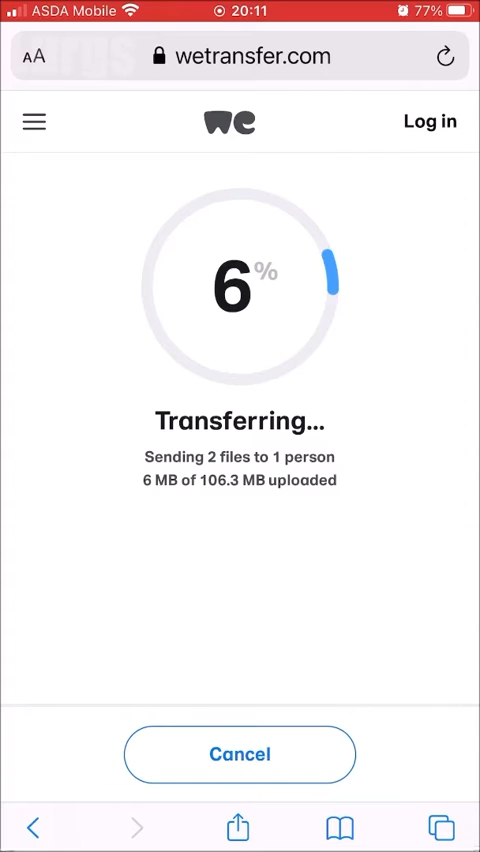 ASDA Mobile 20:11 77%
AA wetransfer.com
we Log in
6%
Transferring...
Sending 2 files to 1 person
6 MB of 106.3 MB uploaded
Cancel